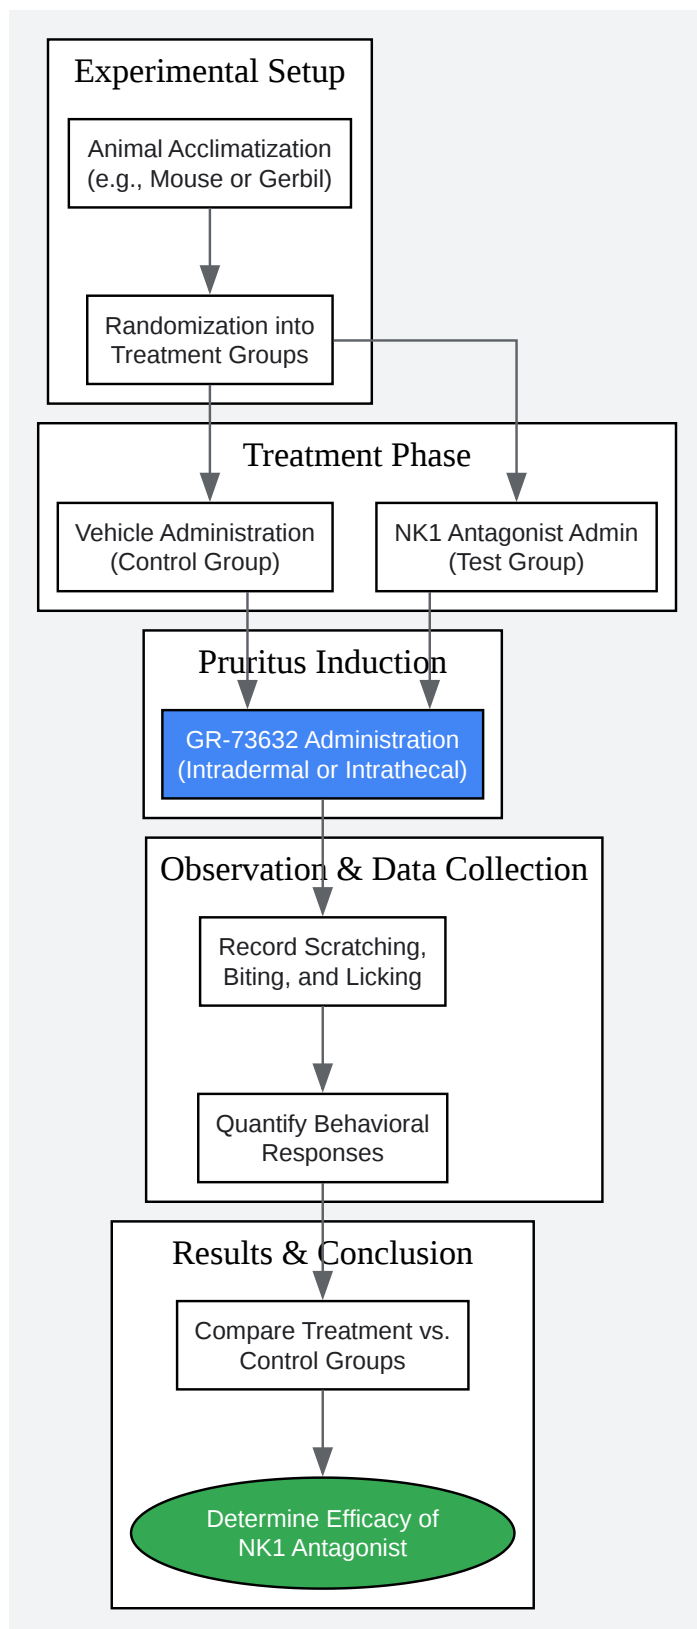 Experimental Setup
Animal Acclimatization
(e.g., Mouse or Gerbil)
Randomization into
Treatment Groups
Treatment Phase
Vehicle Administration
(Control Group)
NK1 Antagonist Admin
(Test Group)
Pruritus Induction
GR-73632 Administration
(Intradermal or Intrathecal)
Observation & Data Collection
Record Scratching,
Biting, and Licking
Quantify Behavioral
Responses
Results & Conclusion
Compare Treatment vs.
Control Groups
Determine Efficacy of
NK1 Antagonist